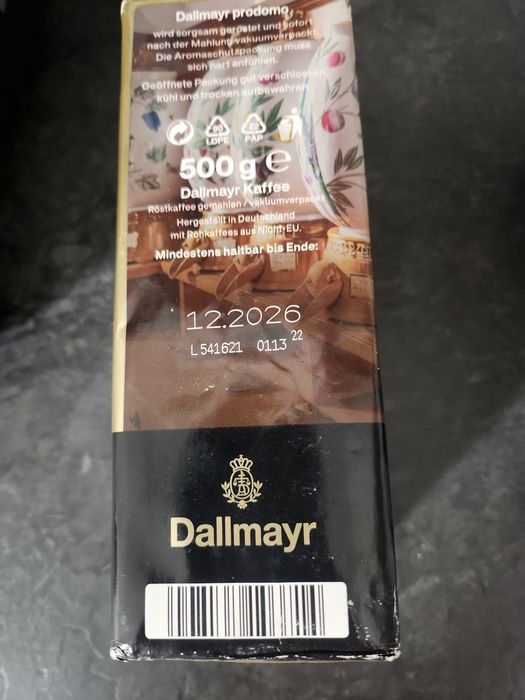 Dallmayr prodomo
wird sorgsam geröstet und sofort
nach der Mahlung vakuumverpackt.
Die Aromaschutzpackung muss
sich hart anfühlen.
Geöffnete Packung gut verschlossen,
kühl und trocken aufbewahren.
90
LDPE
22
PAP
500 g e
Dallmayr Kaffee
Röstkaffee gemahlen / vakuumverpackt
Hergestellt in Deutschland
mit Rohkaffees aus Nicht-EU.
Mindestens haltbar bis Ende:
12.2026
L 541621 0113 22
Dallmayr